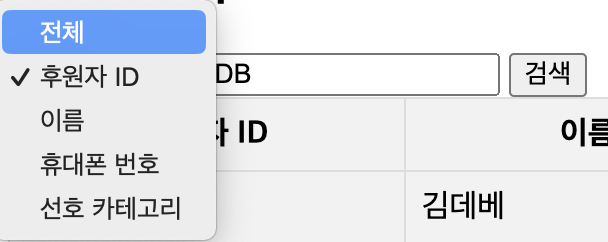 전체
✓ 후원자 ID
이름
휴대폰 번호
선호 카테고리
DB
검색
자 ID
이름
김데베